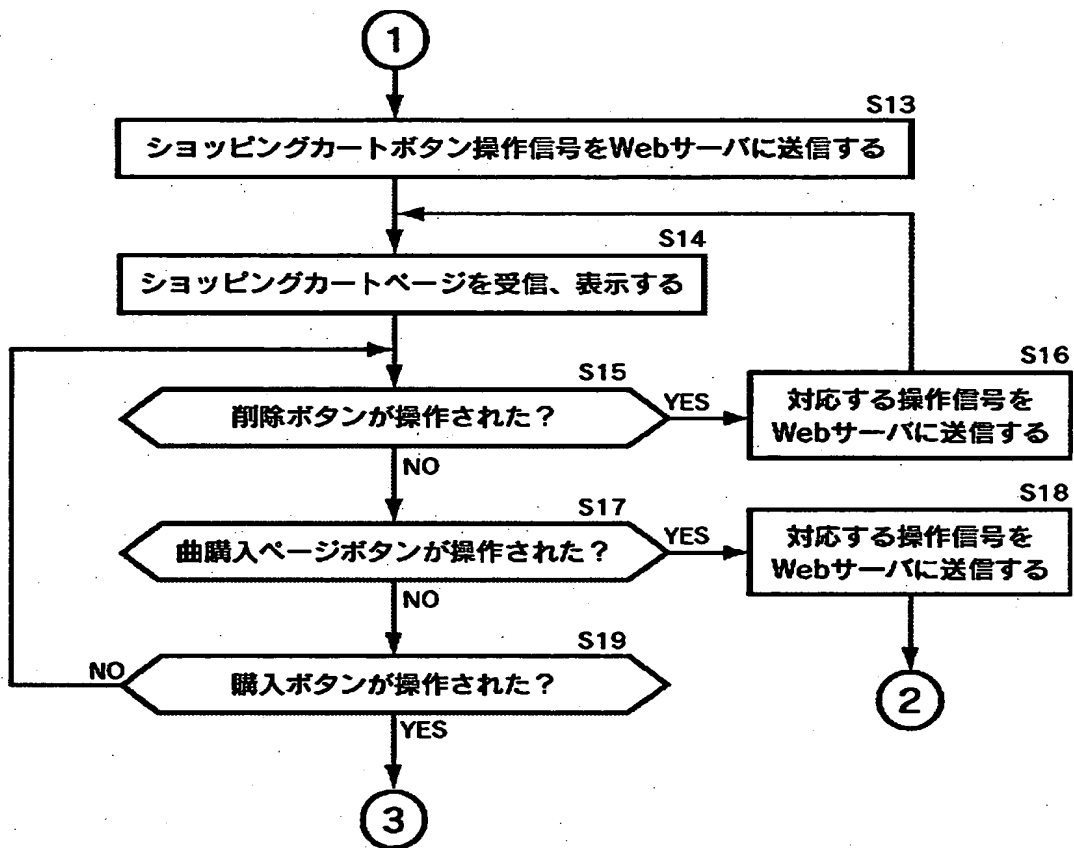 1
S13
ショッピングカートボタン操作信号をWebサーバに送信する
S14
ショッピングカートページを受信、表示する
S15
削除ボタンが操作された？
YES
S16
対応する操作信号を
Webサーバに送信する
NO
S17
曲購入ページボタンが操作された？
YES
S18
対応する操作信号を
Webサーバに送信する
NO
S19
購入ボタンが操作された？
NO
YES
2
3